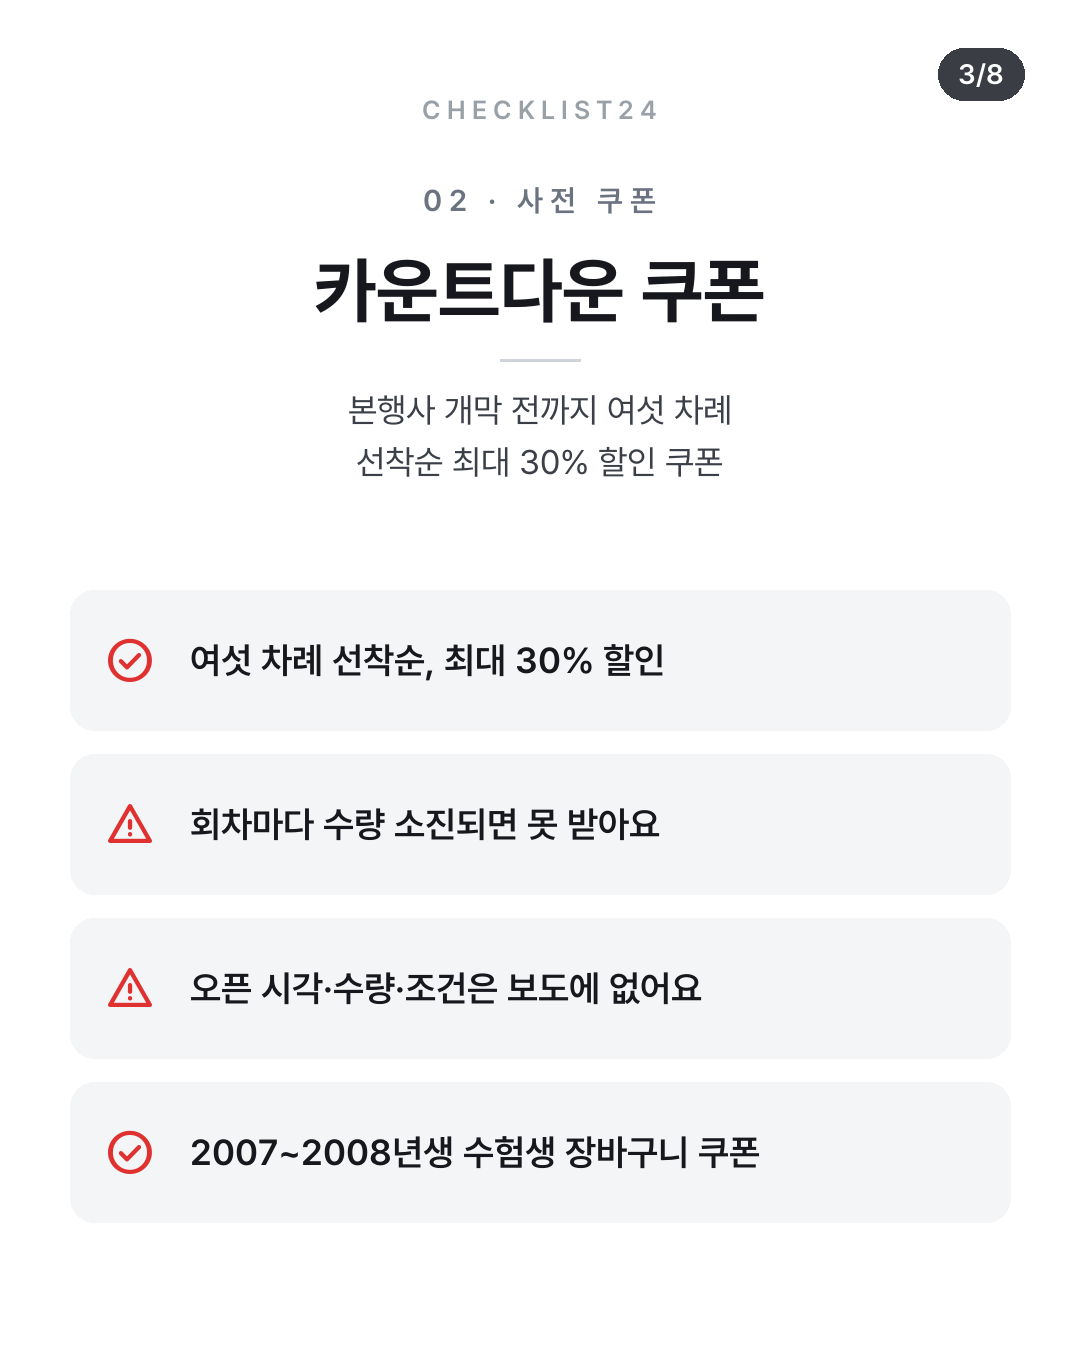 3/8
CHECKLIST24
02 · 사전 쿠폰
카운트다운 쿠폰
본행사 개막 전까지 여섯 차례
선착순 최대 30% 할인 쿠폰
여섯 차례 선착순, 최대 30% 할인
회차마다 수량 소진되면 못 받아요
오픈 시각·수량·조건은 보도에 없어요
2007~2008년생 수험생 장바구니 쿠폰